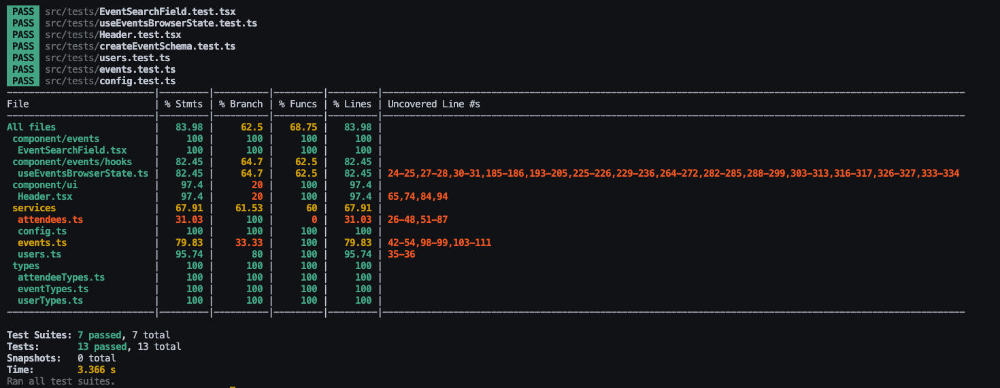 PASS src/tests/EventSearchField.test.tsx
PASS src/tests/useEventsBrowserState.test.ts
PASS src/tests/Header.test.tsx
PASS src/tests/createEventSchema.test.ts
PASS src/tests/users.test.ts
PASS src/tests/events.test.ts
PASS src/tests/config.test.ts
File | % Stmts | % Branch | % Funcs | % Lines | Uncovered Line #s
All files | 83.98 | 62.5 | 68.75 | 83.98 |
component/events | 100 | 100 | 100 | 100 |
EventSearchField.tsx | 100 | 100 | 100 | 100 |
component/events/hooks | 82.45 | 64.7 | 62.5 | 82.45 |
useEventsBrowserState.ts | 82.45 | 64.7 | 62.5 | 82.45 | 24-25,27-28,30-31,185-186,193-205,225-226,229-236,264-272,282-285,288-299,303-313,316-317,326-327,333-334
component/ui | 97.4 | 20 | 100 | 97.4 |
Header.tsx | 97.4 | 20 | 100 | 97.4 | 65,74,84,94
services | 67.91 | 61.53 | 60 | 67.91 |
attendees.ts | 31.03 | 100 | 0 | 31.03 | 26-48,51-87
config.ts | 100 | 100 | 100 | 100 |
events.ts | 79.83 | 33.33 | 100 | 79.83 | 42-54,98-99,103-111
users.ts | 95.74 | 80 | 100 | 95.74 | 35-36
types | 100 | 100 | 100 | 100 |
attendeeTypes.ts | 100 | 100 | 100 | 100 |
eventTypes.ts | 100 | 100 | 100 | 100 |
userTypes.ts | 100 | 100 | 100 | 100 |
Test Suites: 7 passed, 7 total
Tests: 13 passed, 13 total
Snapshots: 0 total
Time: 3.366 s
Ran all test suites.